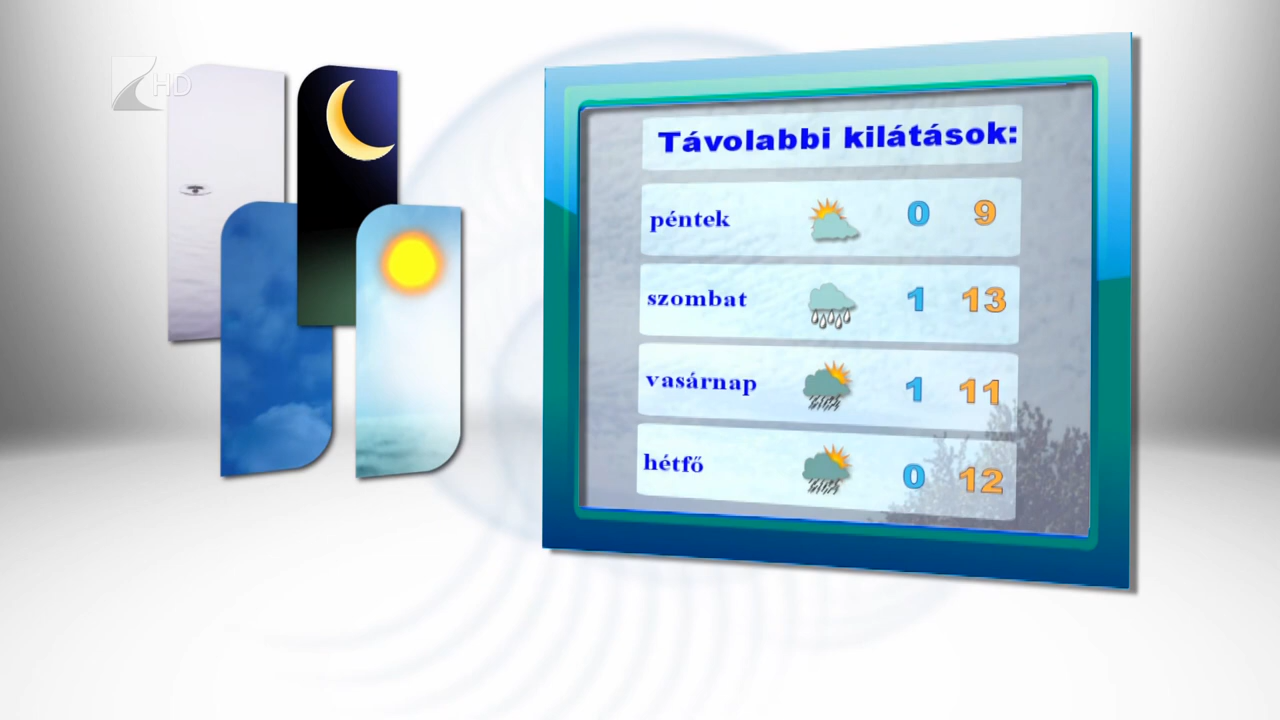 HD
Távolabbi kilátások:
péntek 0 9
szombat 1 13
vasárnap 1 11
hétfő 0 12